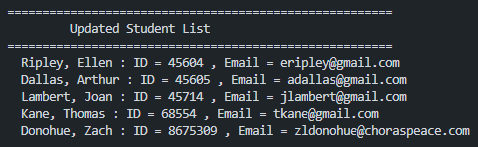 =======================================================
Updated Student List
=======================================================
Ripley, Ellen : ID = 45604 , Email = eripley@gmail.com
Dallas, Arthur : ID = 45605 , Email = adallas@gmail.com
Lambert, Joan : ID = 45714 , Email = jlambert@gmail.com
Kane, Thomas : ID = 68554 , Email = tkane@gmail.com
Donohue, Zach : ID = 8675309 , Email = zldonohue@choraspeace.com